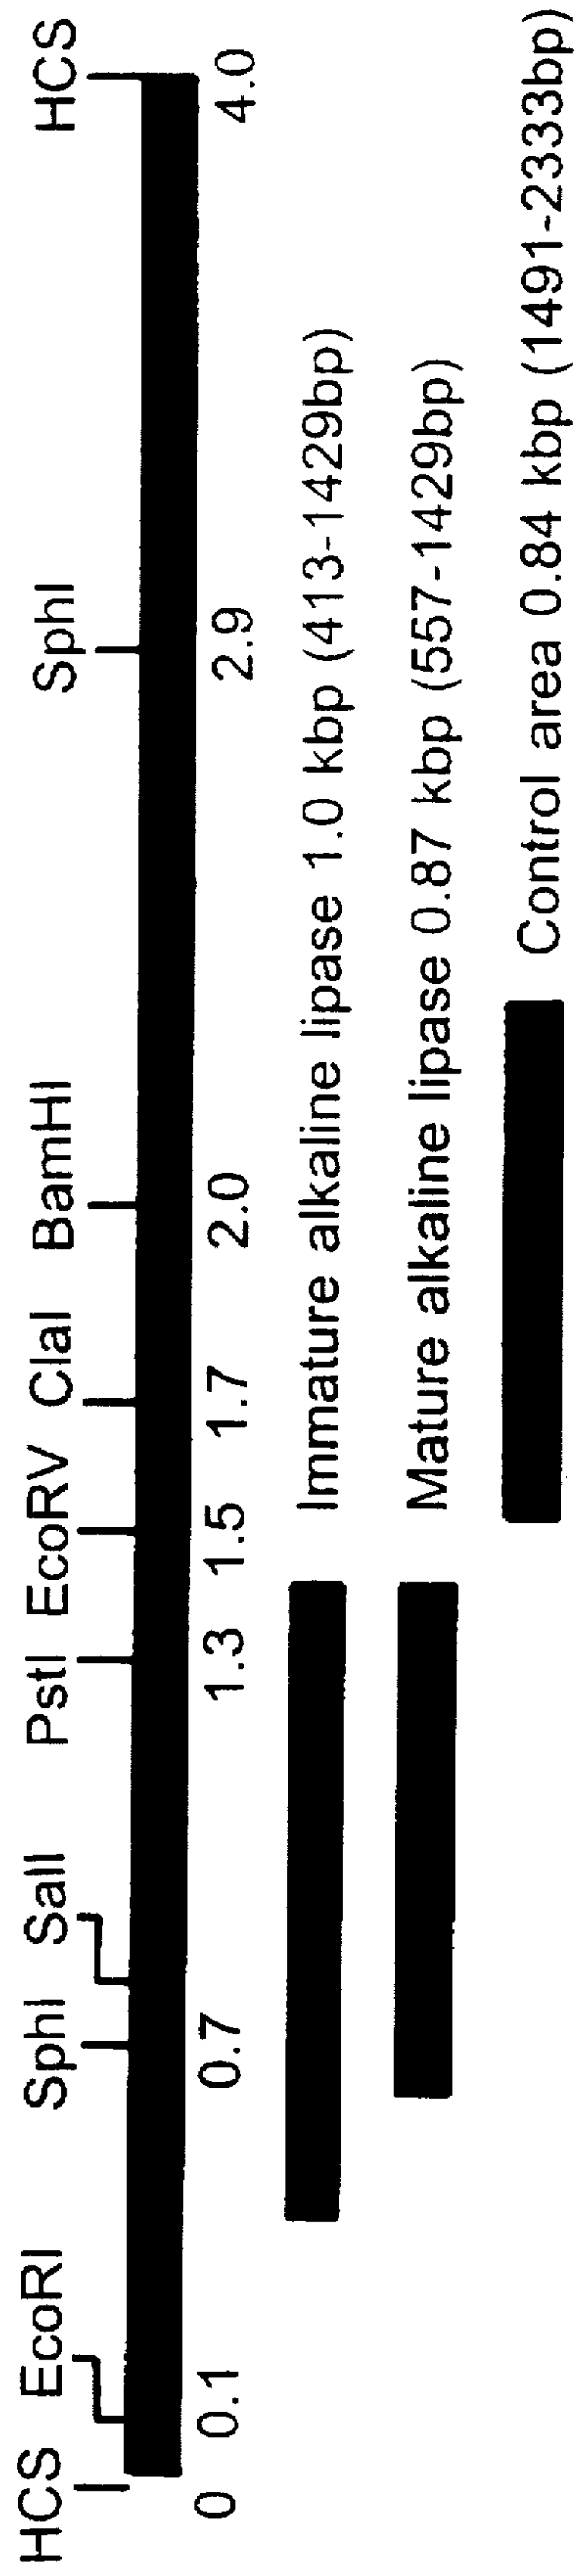 HCS EcoRI SphI SalI PstI EcoRV ClaI BamHI SphI HCS
0 0.1 0.7 1.3 1.5 1.7 2.0 2.9 4.0
Immature alkaline lipase 1.0 kbp (413-1429bp)
Mature alkaline lipase 0.87 kbp (557-1429bp)
Control area 0.84 kbp (1491-2333bp)